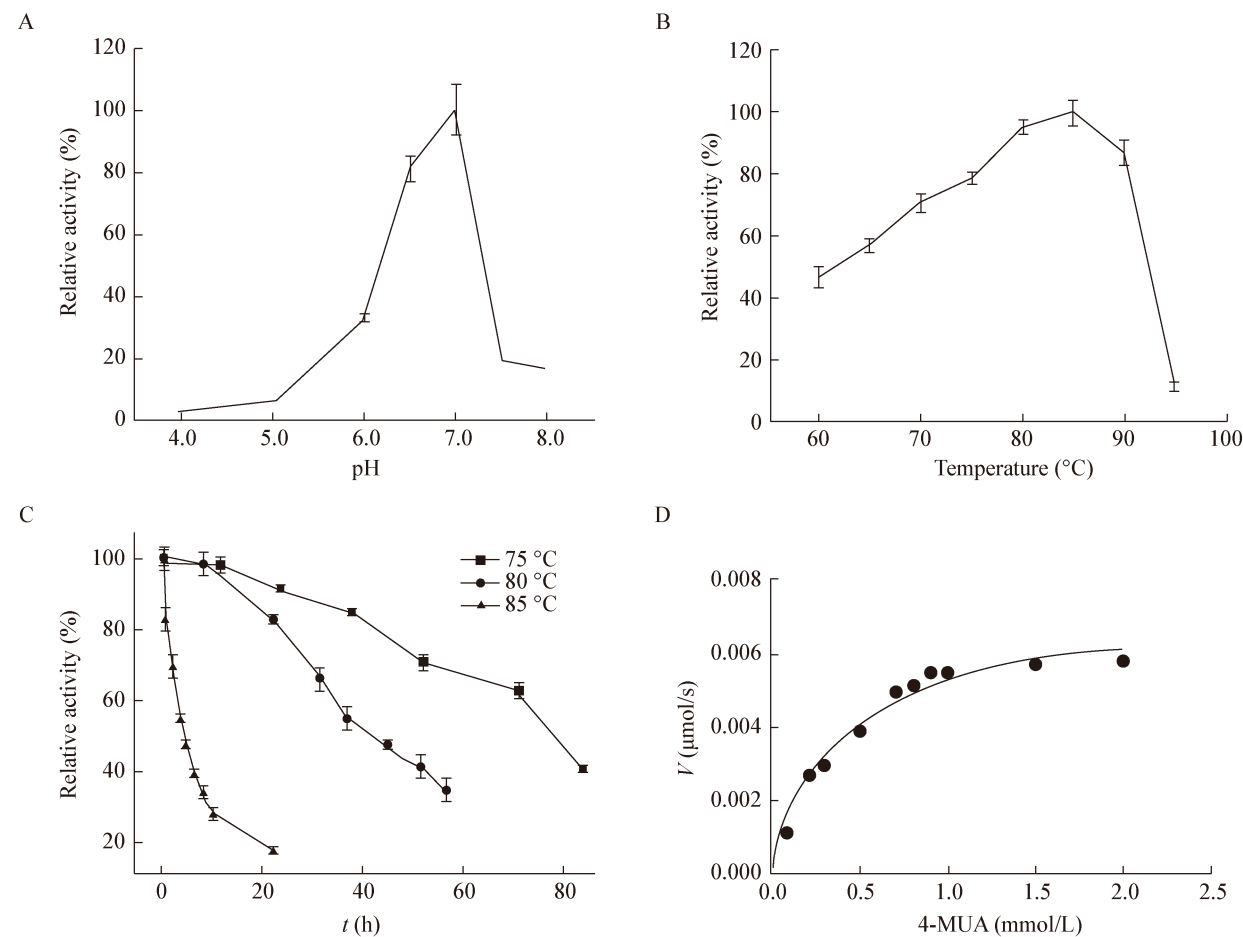 A
120
100
80
60
40
20
0
Relative activity (%)
4.0 5.0 6.0 7.0 8.0
pH
B
120
100
80
60
40
20
0
Relative activity (%)
60 70 80 90 100
Temperature (°C)
C
100
80
60
40
20
Relative activity (%)
75 °C
80 °C
85 °C
0 20 40 60 80
t (h)
D
0.008
0.006
0.004
0.002
0.000
V (μmol/s)
0.0 0.5 1.0 1.5 2.0 2.5
4-MUA (mmol/L)